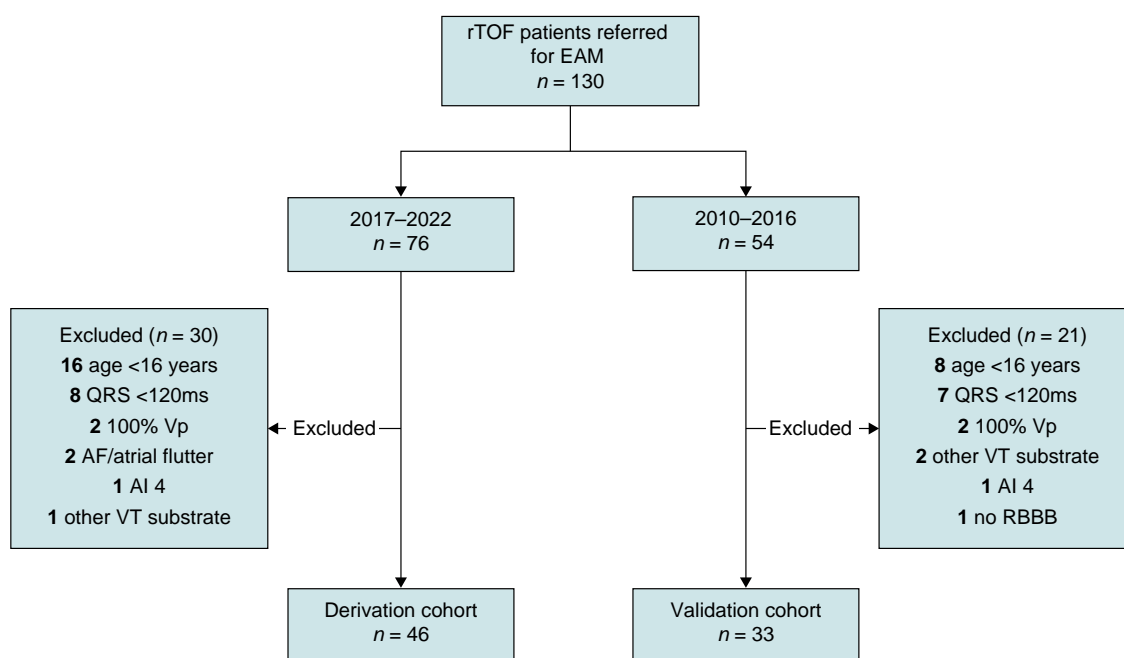 rTOF patients referred
for EAM
n = 130
2017–2022
n = 76
2010–2016
n = 54
Excluded (n = 30)
16 age <16 years
8 QRS <120ms
2 100% Vp
2 AF/atrial flutter
1 AI 4
1 other VT substrate
Excluded
Excluded
Excluded (n = 21)
8 age <16 years
7 QRS <120ms
2 100% Vp
2 other VT substrate
1 AI 4
1 no RBBB
Derivation cohort
n = 46
Validation cohort
n = 33